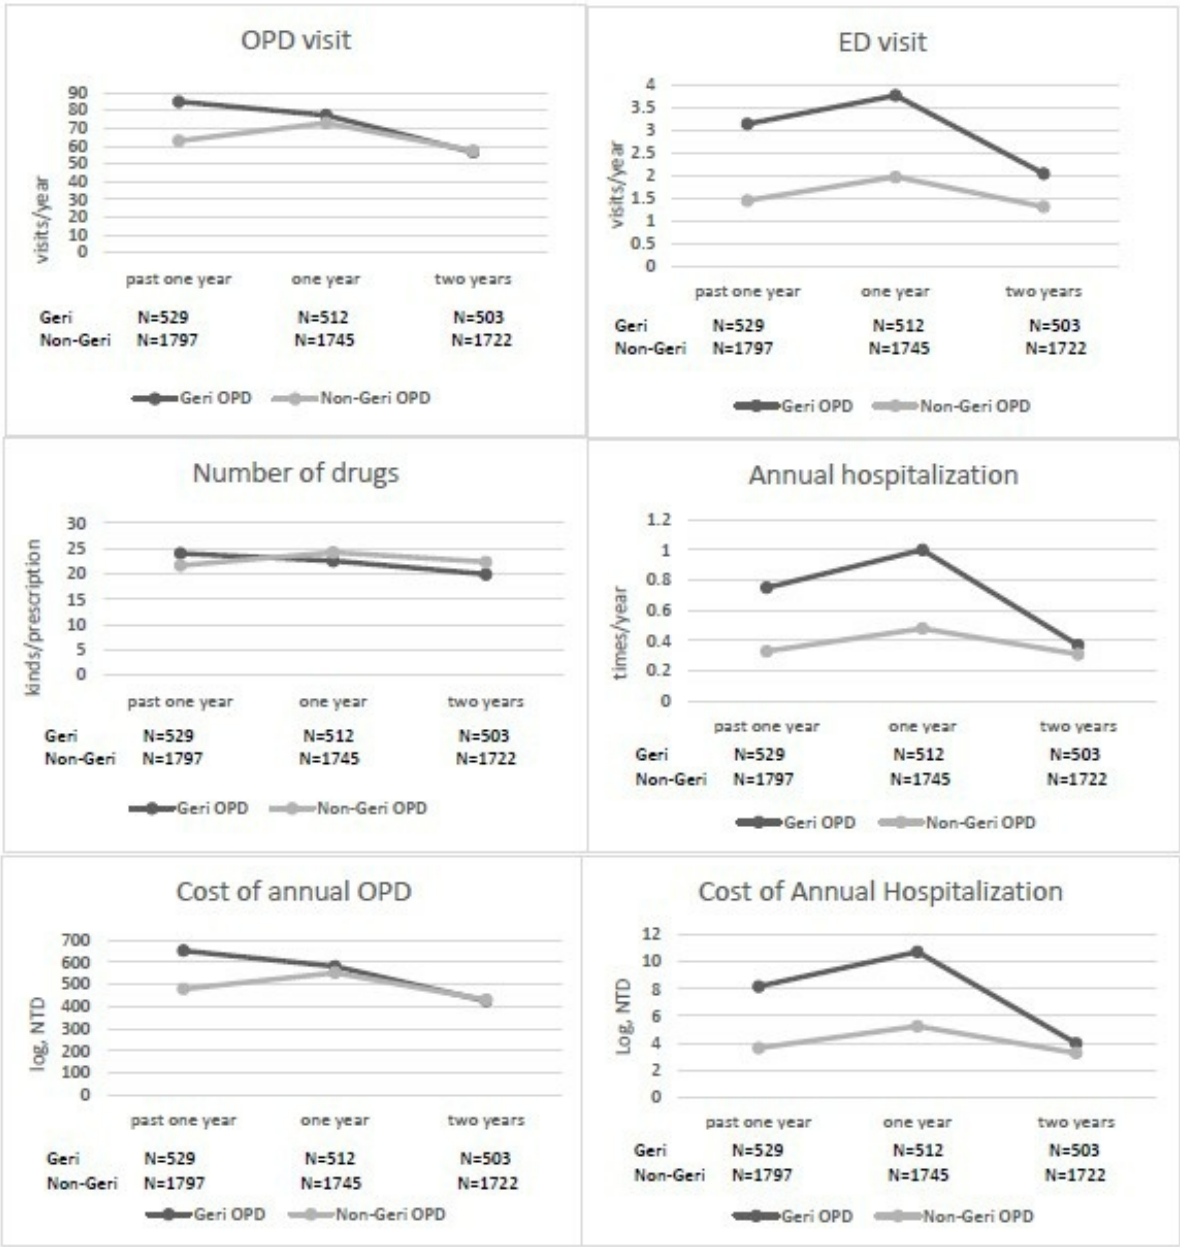 OPD visit
90
80
70
60
50
40
30
20
10
0
visits/year
past one year one year two years
Geri N=529 N=512 N=503
Non-Geri N=1797 N=1745 N=1722
Geri OPD Non-Geri OPD
ED visit
4
3.5
3
2.5
2
1.5
1
0.5
0
visits/year
past one year one year two years
Geri N=529 N=512 N=503
Non-Geri N=1797 N=1745 N=1722
Geri OPD Non-Geri OPD
Number of drugs
30
25
20
15
10
5
0
kinds/prescription
past one year one year two years
Geri N=529 N=512 N=503
Non-Geri N=1797 N=1745 N=1722
Geri OPD Non-Geri OPD
Annual hospitalization
1.2
1
0.8
0.6
0.4
0.2
0
times/year
past one year one year two years
Geri N=529 N=512 N=503
Non-Geri N=1797 N=1745 N=1722
Geri OPD Non-Geri OPD
Cost of annual OPD
700
600
500
400
300
200
100
0
log, NTD
past one year one year two years
Geri N=529 N=512 N=503
Non-Geri N=1797 N=1745 N=1722
Geri OPD Non-Geri OPD
Cost of Annual Hospitalization
12
10
8
6
4
2
0
Log, NTD
past one year one year two years
Geri N=529 N=512 N=503
Non-Geri N=1797 N=1745 N=1722
Geri OPD Non-Geri OPD